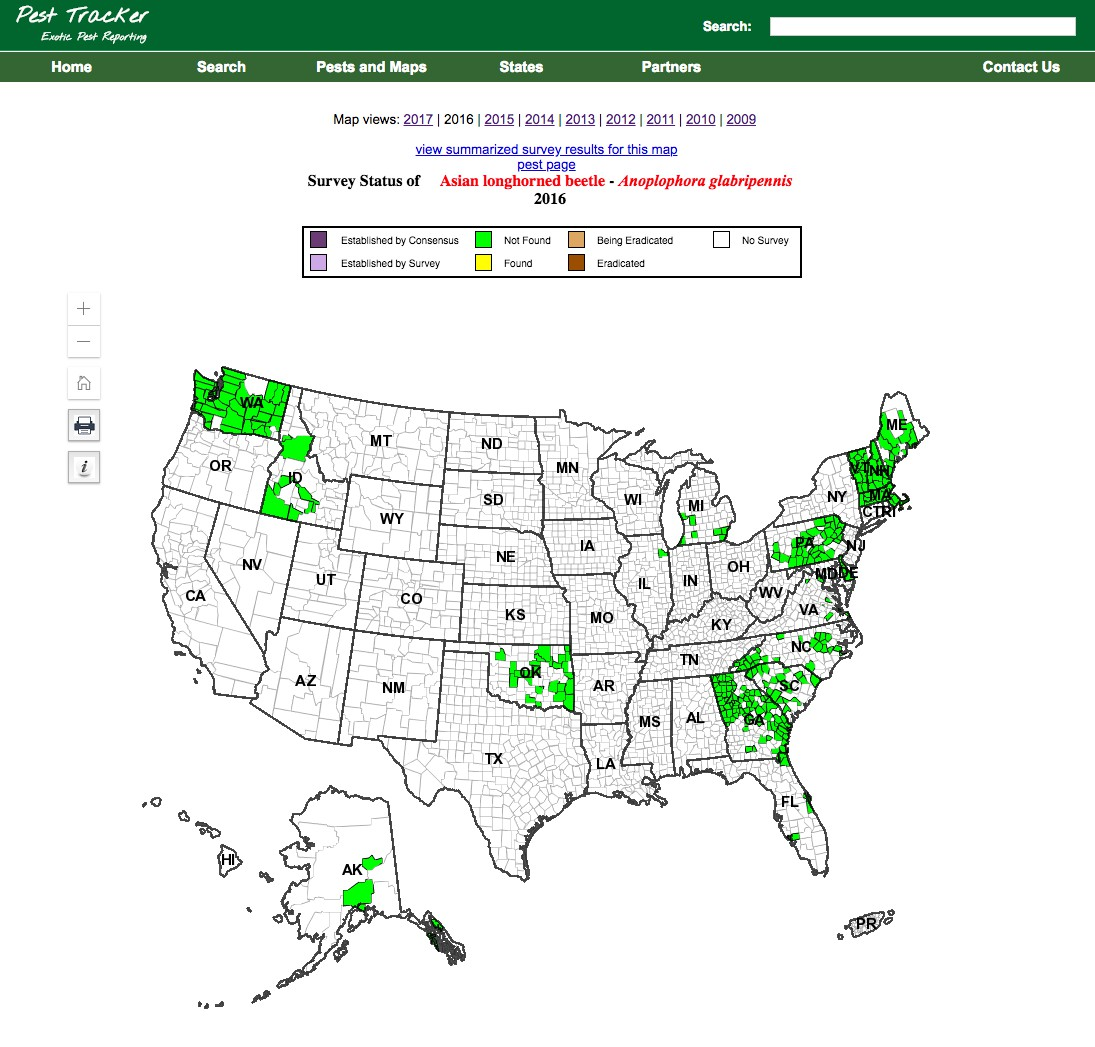 Pest Tracker
Exotic Pest Reporting
Search:
Home Search Pests and Maps States Partners Contact Us
Map views: 2017 | 2016 | 2015 | 2014 | 2013 | 2012 | 2011 | 2010 | 2009
view summarized survey results for this map
pest page
Survey Status of Asian longhorned beetle - Anoplophora glabripennis
2016
Established by Consensus Not Found Being Eradicated No Survey
Established by Survey Found Eradicated
+
−
i
WA
MT
ND
MN
ME
OR
ID
SD
WI
MI
VT
NH
NY
MA
CT
RI
WY
IA
NE
PA
NJ
NV
UT
CO
IL
IN
OH
MD
DE
WV
VA
CA
KS
MO
KY
NC
TN
AZ
NM
OK
AR
SC
MS
AL
GA
TX
LA
FL
HI
AK
PR